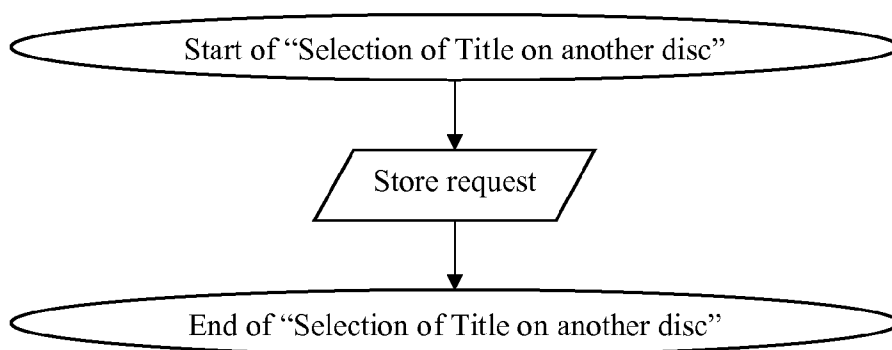 Start of “Selection of Title on another disc”
Store request
End of “Selection of Title on another disc”